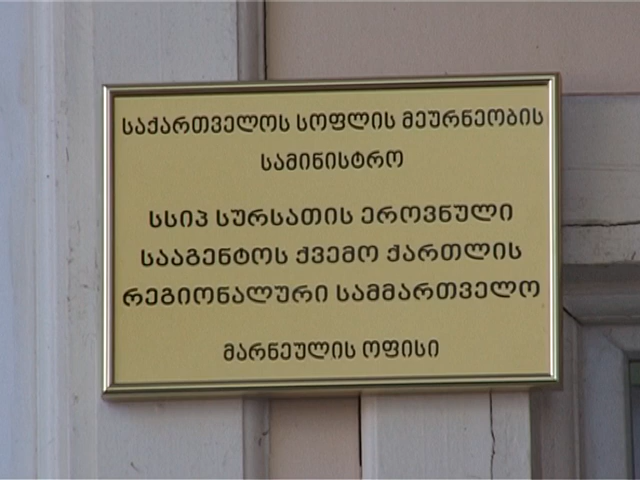 საქართველოს სოფლის მეურნეობის
სამინისტრო
სსიპ სურსათის ეროვნული
სააგენტოს ქვემო ქართლის
რეგიონალური სამმართველო
მარნეულის ოფისი